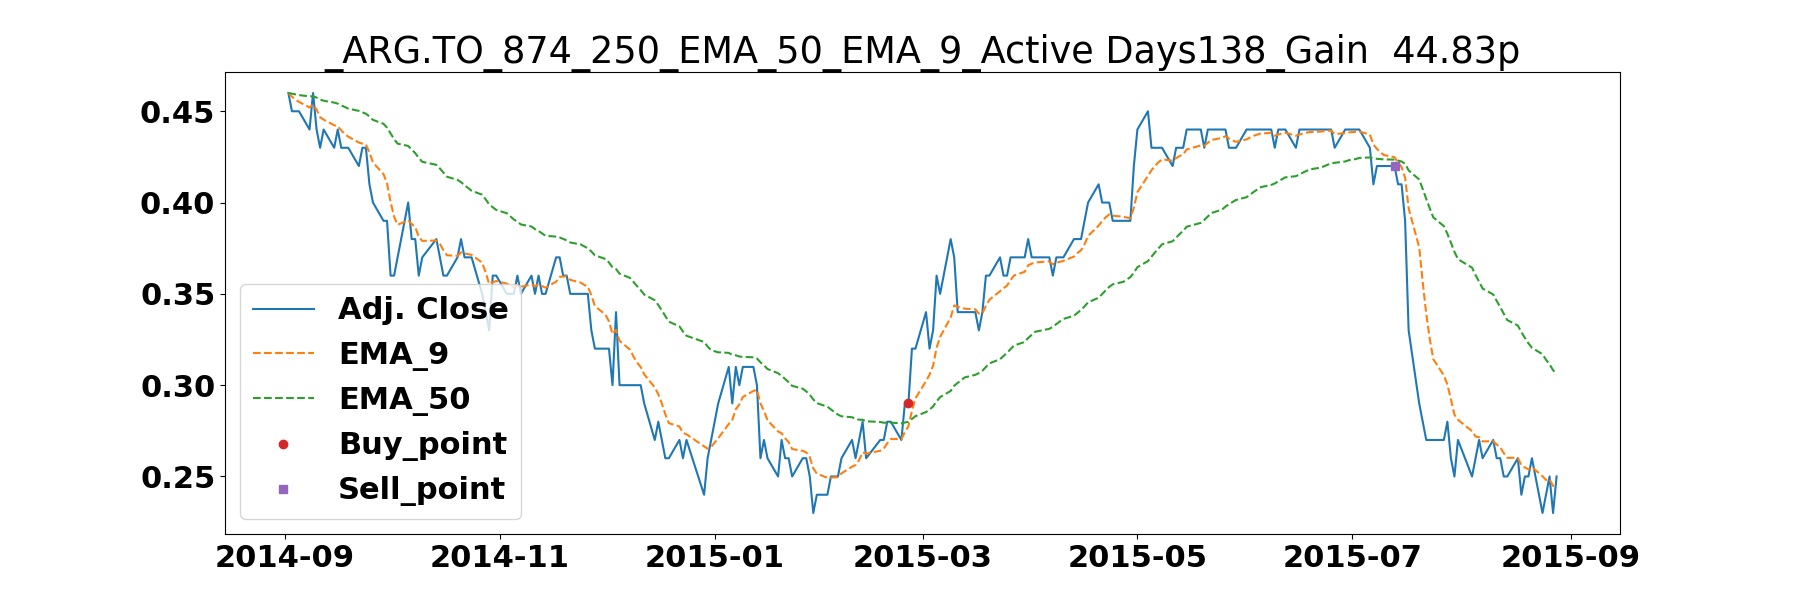 _ARG.TO_874_250_EMA_50_EMA_9_Active Days138_Gain  44.83p
0.45
0.40
0.35
0.30
0.25
Adj. Close
EMA_9
EMA_50
Buy_point
Sell_point
2014-09 2014-11 2015-01 2015-03 2015-05 2015-07 2015-09